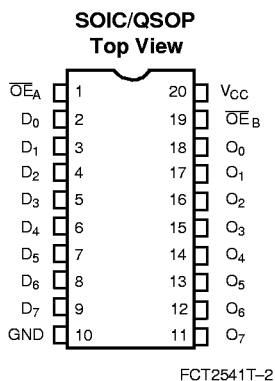 SOIC/QSOP
Top View
OE̅A 1 20 VCC
D0 2 19 OE̅B
D1 3 18 O0
D2 4 17 O1
D3 5 16 O2
D4 6 15 O3
D5 7 14 O4
D6 8 13 O5
D7 9 12 O6
GND 10 11 O7
FCT2541T–2